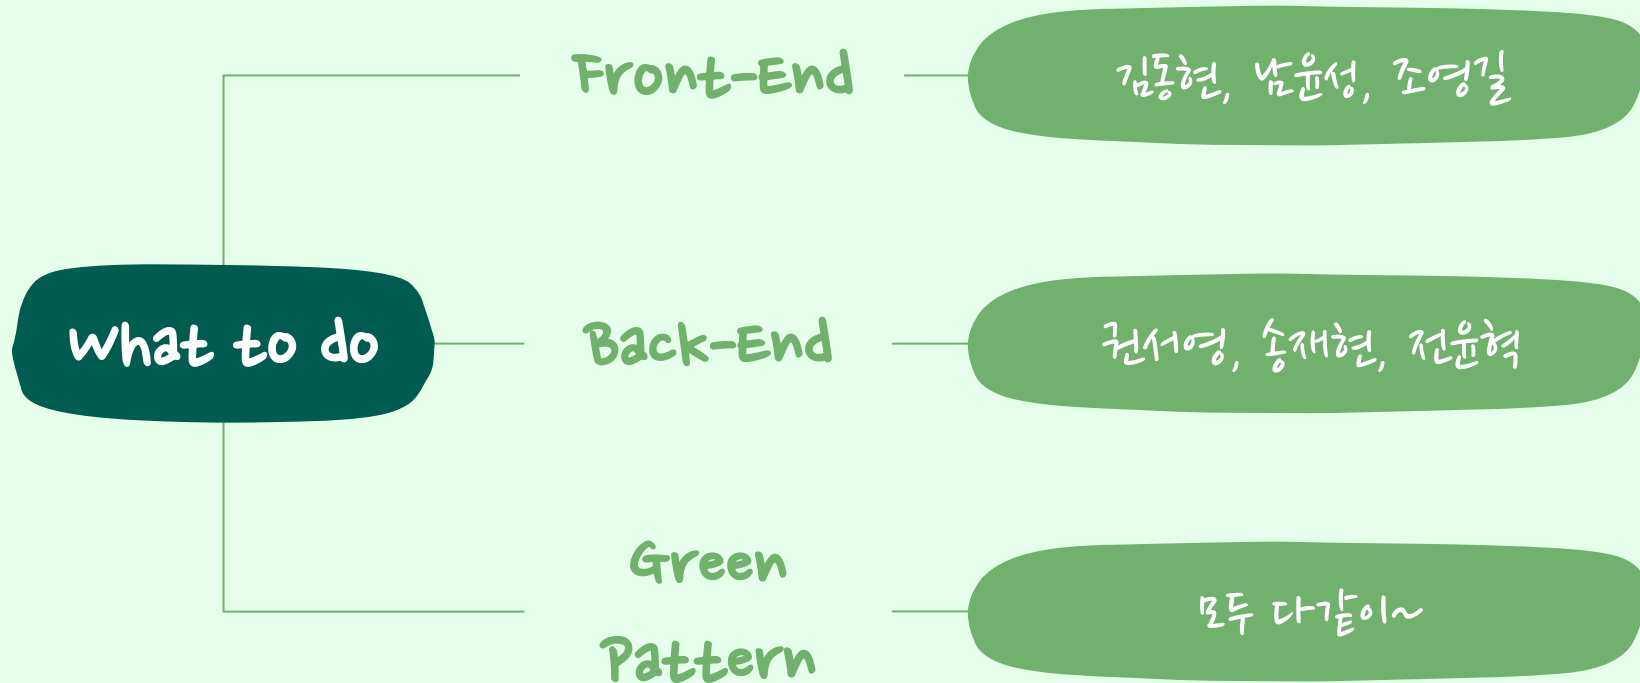 Front-End
김동현, 남윤성, 조영길
What to do
Back-End
권서영, 송재현, 전윤혁
Green
Pattern
모두 다같이~